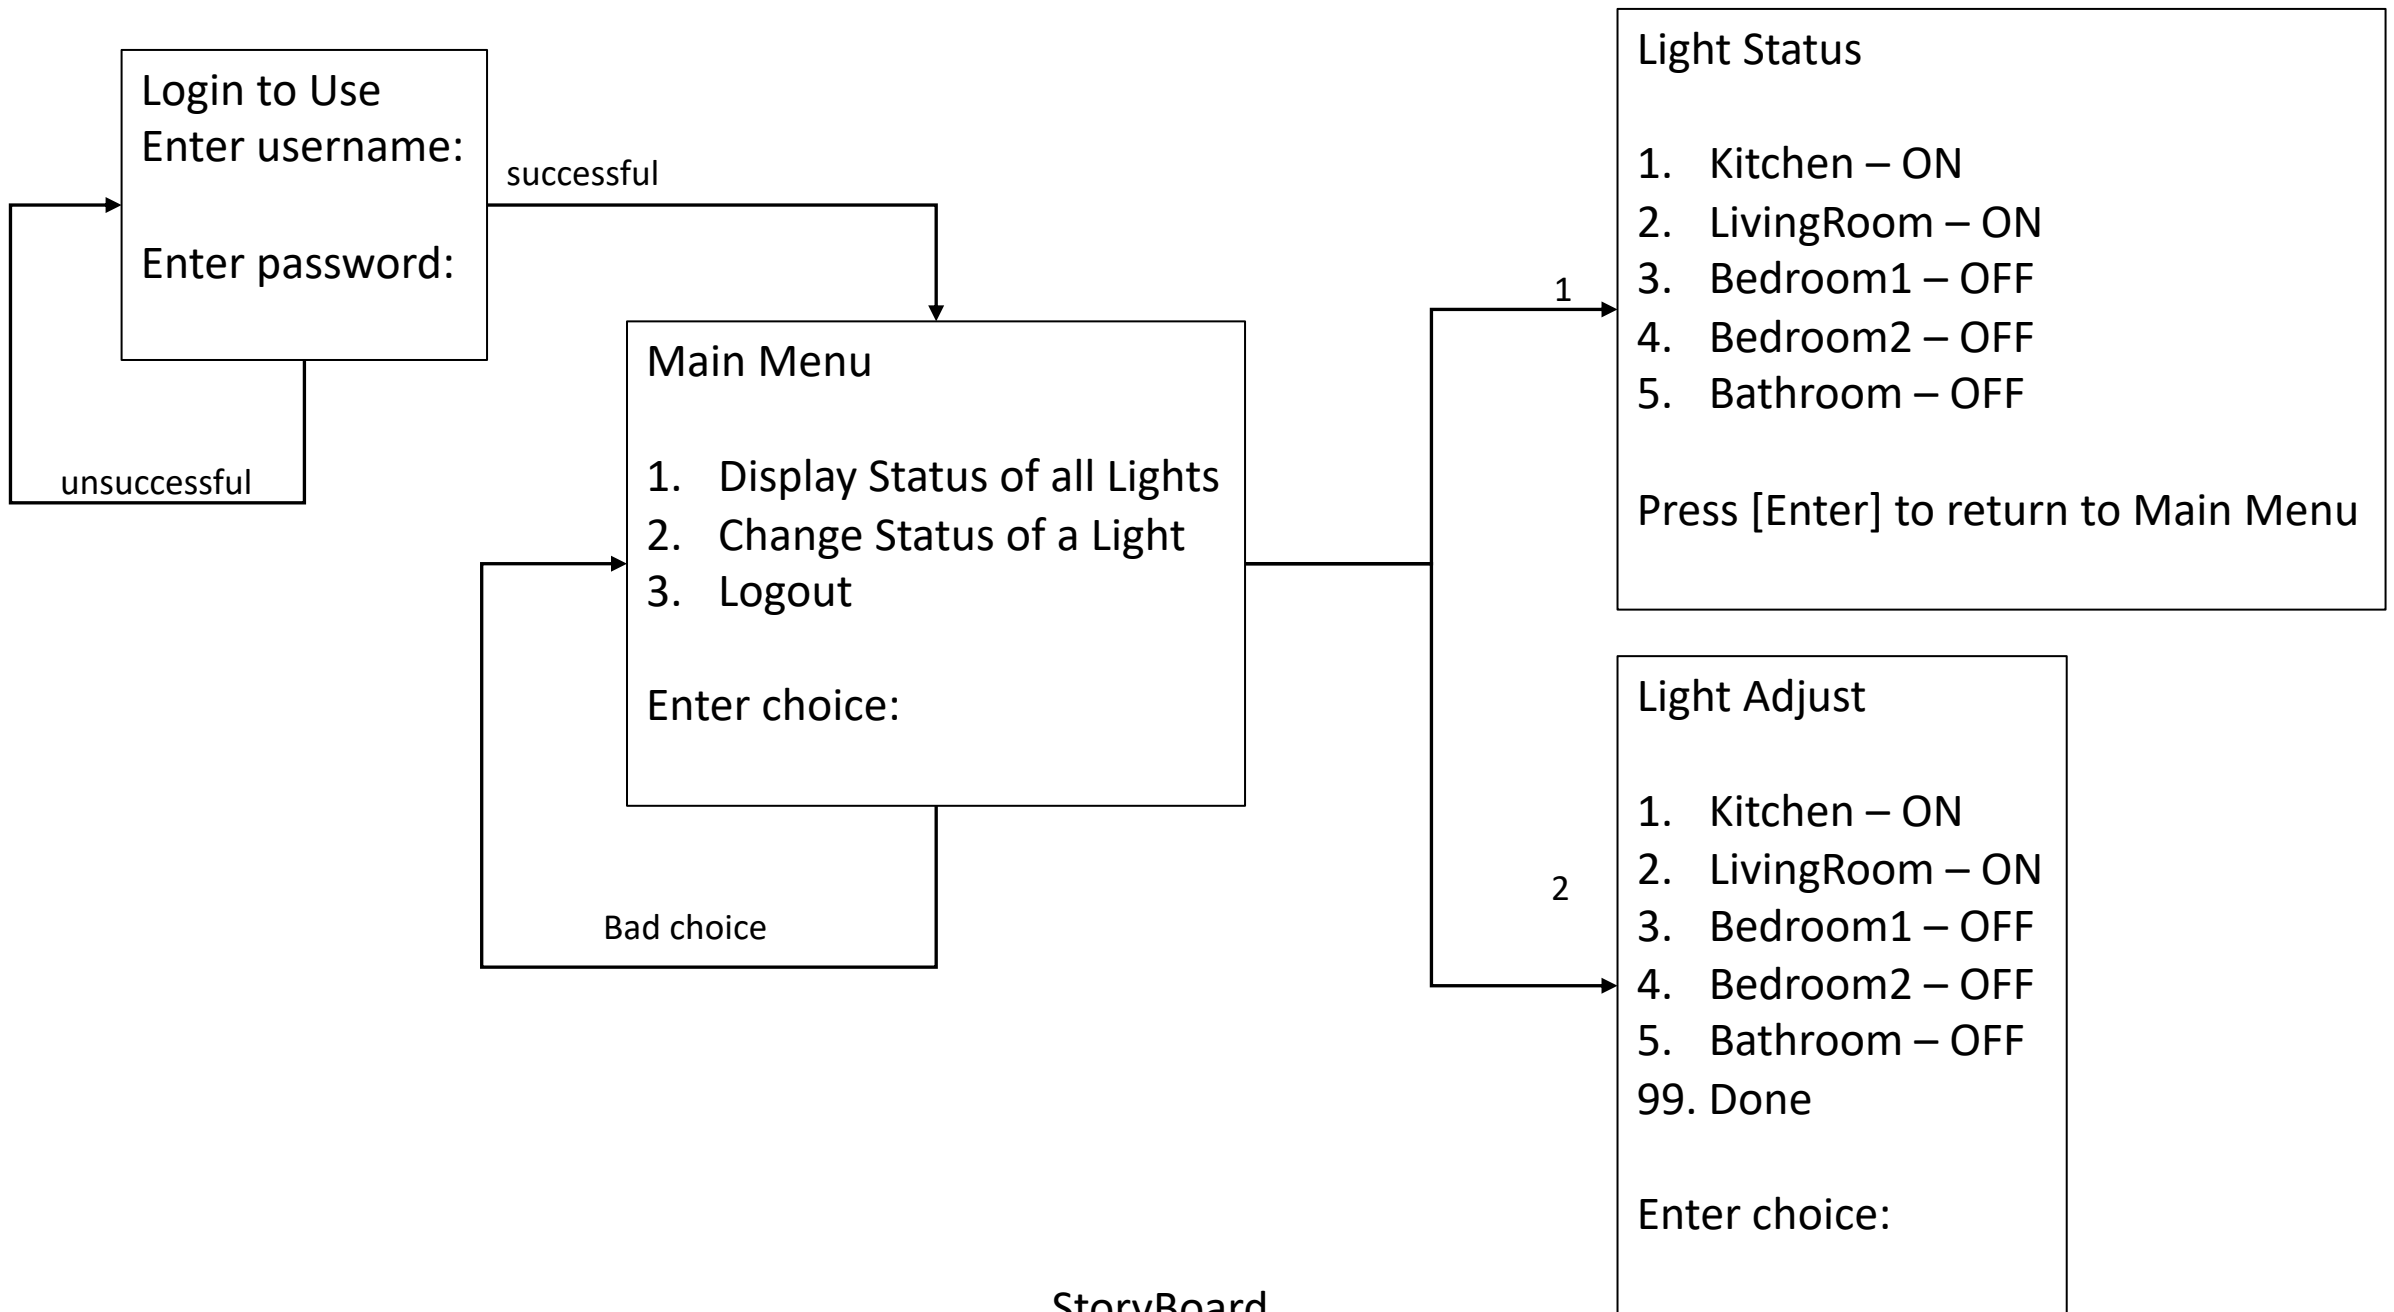 Login to Use
Enter username:
Enter password:
successful
unsuccessful
Main Menu
1. Display Status of all Lights
2. Change Status of a Light
3. Logout
Enter choice:
Bad choice
1
Light Status
1. Kitchen – ON
2. LivingRoom – ON
3. Bedroom1 – OFF
4. Bedroom2 – OFF
5. Bathroom – OFF
Press [Enter] to return to Main Menu
2
Light Adjust
1. Kitchen – ON
2. LivingRoom – ON
3. Bedroom1 – OFF
4. Bedroom2 – OFF
5. Bathroom – OFF
99. Done
Enter choice:
StoryBoard